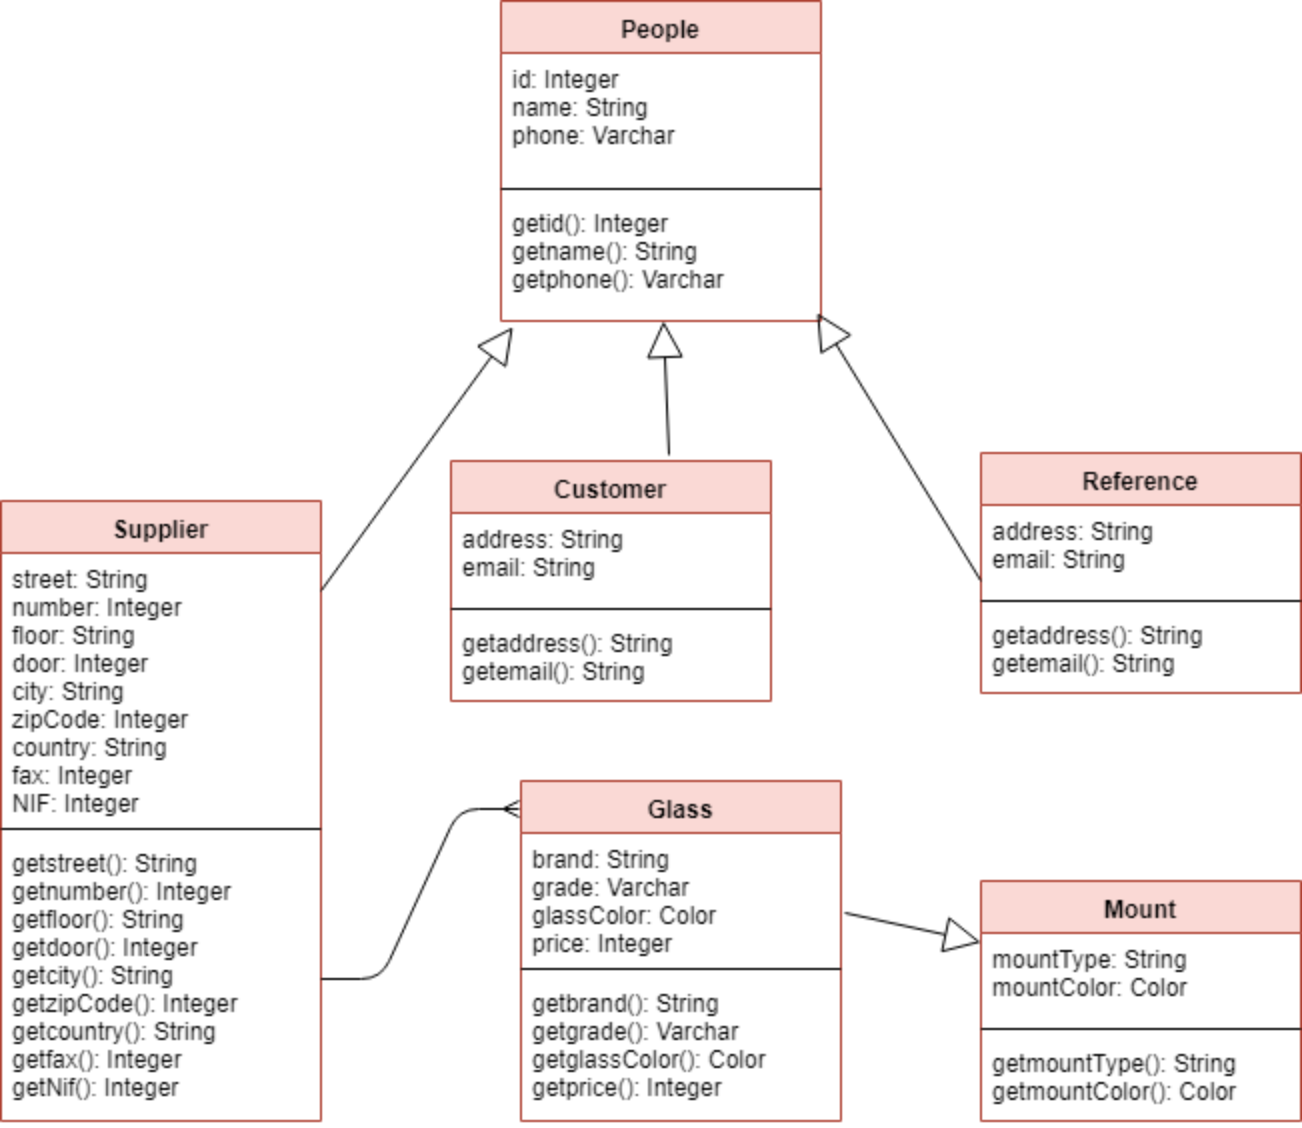 People
id: Integer
name: String
phone: Varchar
getid(): Integer
getname(): String
getphone(): Varchar
Supplier
street: String
number: Integer
floor: String
door: Integer
city: String
zipCode: Integer
country: String
fax: Integer
NIF: Integer
getstreet(): String
getnumber(): Integer
getfloor(): String
getdoor(): Integer
getcity(): String
getzipCode(): Integer
getcountry(): String
getfax(): Integer
getNif(): Integer
Customer
address: String
email: String
getaddress(): String
getemail(): String
Reference
address: String
email: String
getaddress(): String
getemail(): String
Glass
brand: String
grade: Varchar
glassColor: Color
price: Integer
getbrand(): String
getgrade(): Varchar
getglassColor(): Color
getprice(): Integer
Mount
mountType: String
mountColor: Color
getmountType(): String
getmountColor(): Color